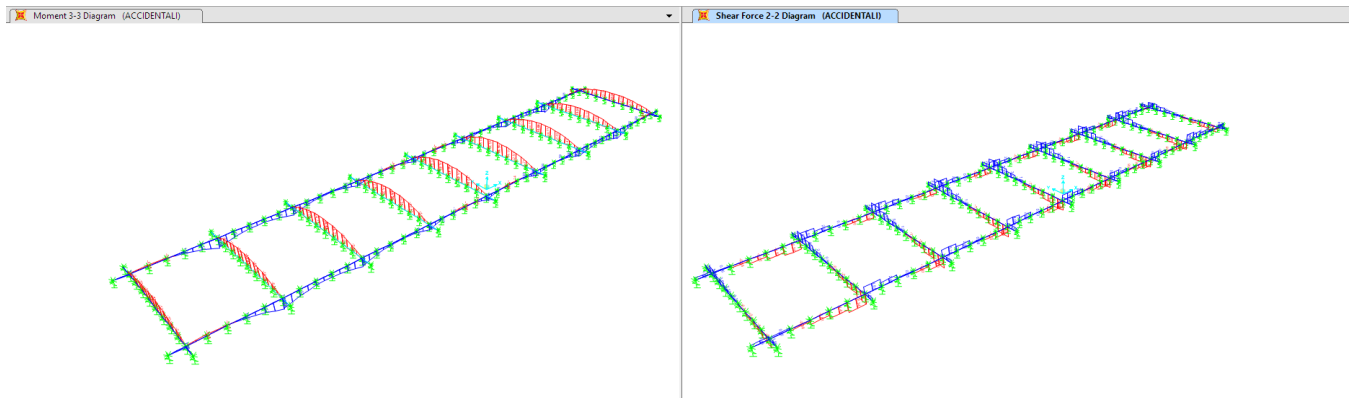 Moment 3-3 Diagram (ACCIDENTALI)
Shear Force 2-2 Diagram (ACCIDENTALI)